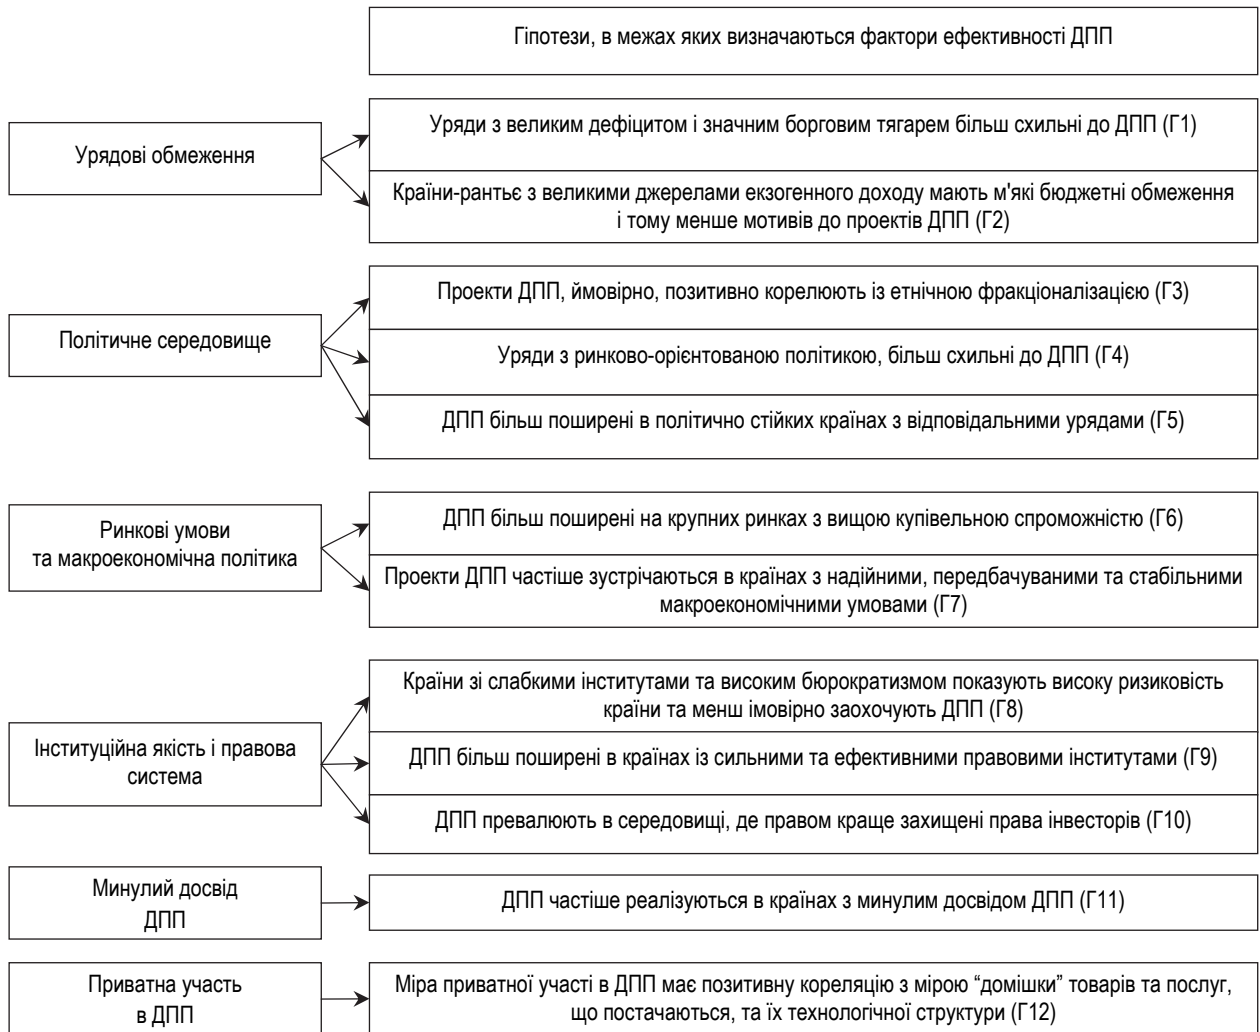 Гіпотези, в межах яких визначаються фактори ефективності ДПП
Урядові обмеження
Уряди з великим дефіцитом і значним борговим тягарем більш схильні до ДПП (Г1)
Країни-рантьє з великими джерелами екзогенного доходу мають м'які бюджетні обмеження
і тому менше мотивів до проектів ДПП (Г2)
Політичне середовище
Проекти ДПП, ймовірно, позитивно корелюють із етнічною фракціоналізацією (Г3)
Уряди з ринково-орієнтованою політикою, більш схильні до ДПП (Г4)
ДПП більш поширені в політично стійких країнах з відповідальними урядами (Г5)
Ринкові умови
та макроекономічна політика
ДПП більш поширені на крупних ринках з вищою купівельною спроможністю (Г6)
Проекти ДПП частіше зустрічаються в країнах з надійними, передбачуваними та стабільними
макроекономічними умовами (Г7)
Інституційна якість і правова
система
Країни зі слабкими інститутами та високим бюрократизмом показують високу ризиковість
країни та менш імовірно заохочують ДПП (Г8)
ДПП більш поширені в країнах із сильними та ефективними правовими інститутами (Г9)
ДПП превалюють в середовищі, де правом краще захищені права інвесторів (Г10)
Минулий досвід
ДПП
ДПП частіше реалізуються в країнах з минулим досвідом ДПП (Г11)
Приватна участь
в ДПП
Міра приватної участі в ДПП має позитивну кореляцію з мірою “домішки” товарів та послуг,
що постачаються, та їх технологічної структури (Г12)